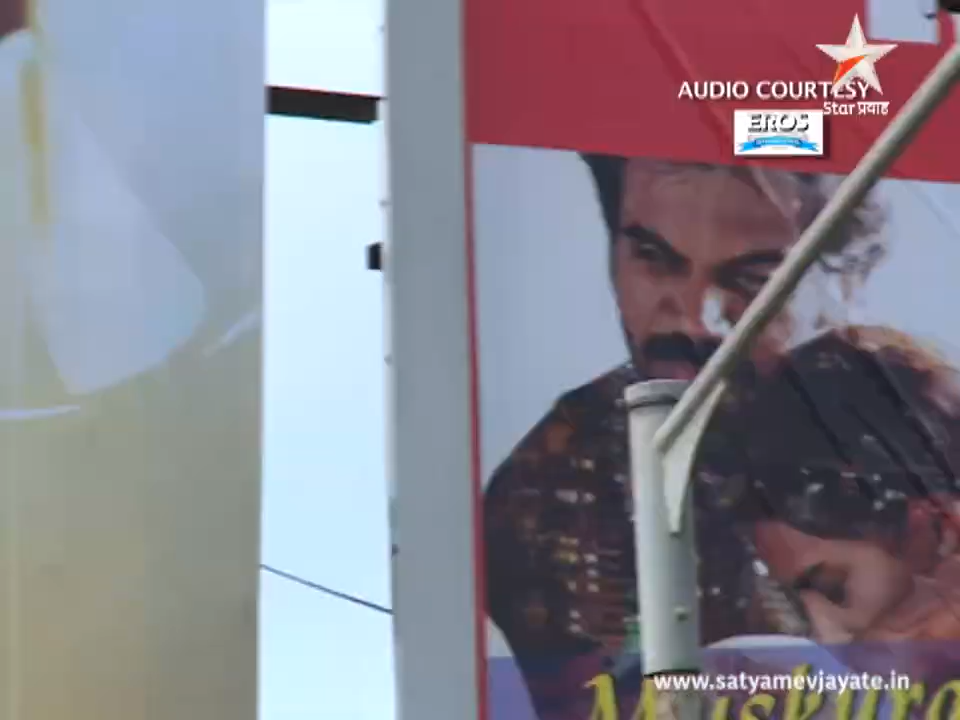 AUDIO COURTESY
Star प्रवाह
EROS
www.satyamevjayate.in